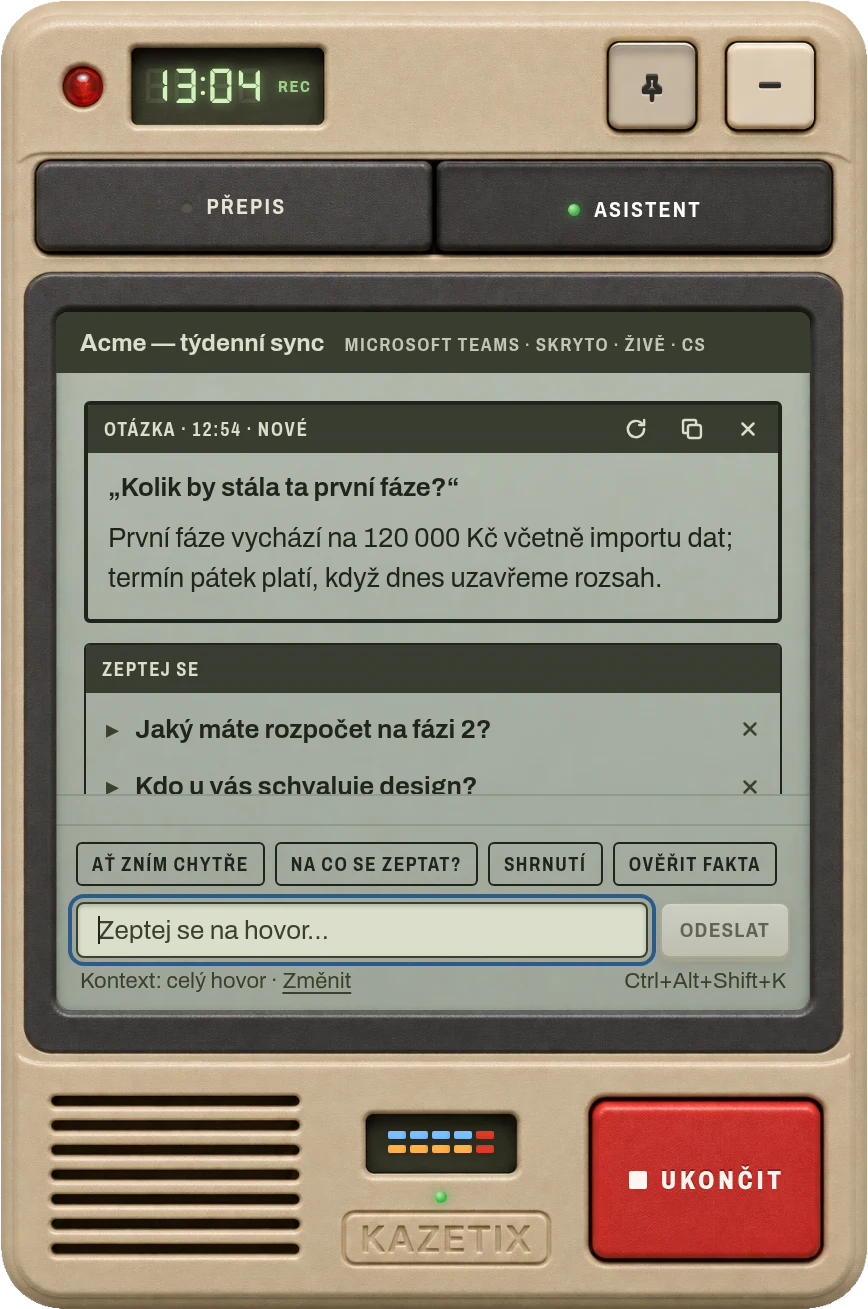 13:04 REC
PŘEPIS
ASISTENT
Acme — týdenní sync MICROSOFT TEAMS · SKRYTO · ŽIVĚ · CS
OTÁZKA · 12:54 · NOVÉ
„Kolik by stála ta první fáze?“
První fáze vychází na 120 000 Kč včetně importu dat;
termín pátek platí, když dnes uzavřeme rozsah.
ZEPTEJ SE
Jaký máte rozpočet na fázi 2?
Kdo u vás schvaluje design?
AŤ ZNÍM CHYTŘE
NA CO SE ZEPTAT?
SHRNUTÍ
OVĚŘIT FAKTA
Zeptej se na hovor...
ODESLAT
Kontext: celý hovor · Změnit
Ctrl+Alt+Shift+K
UKONČIT
KAZETIX